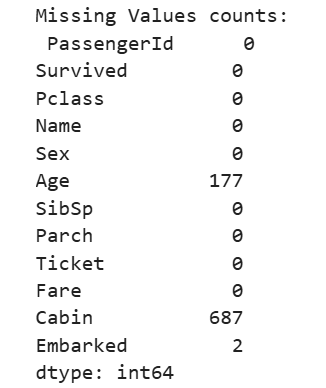 Missing Values counts:
 PassengerId      0
Survived         0
Pclass           0
Name             0
Sex              0
Age            177
SibSp            0
Parch            0
Ticket           0
Fare             0
Cabin          687
Embarked         2
dtype: int64